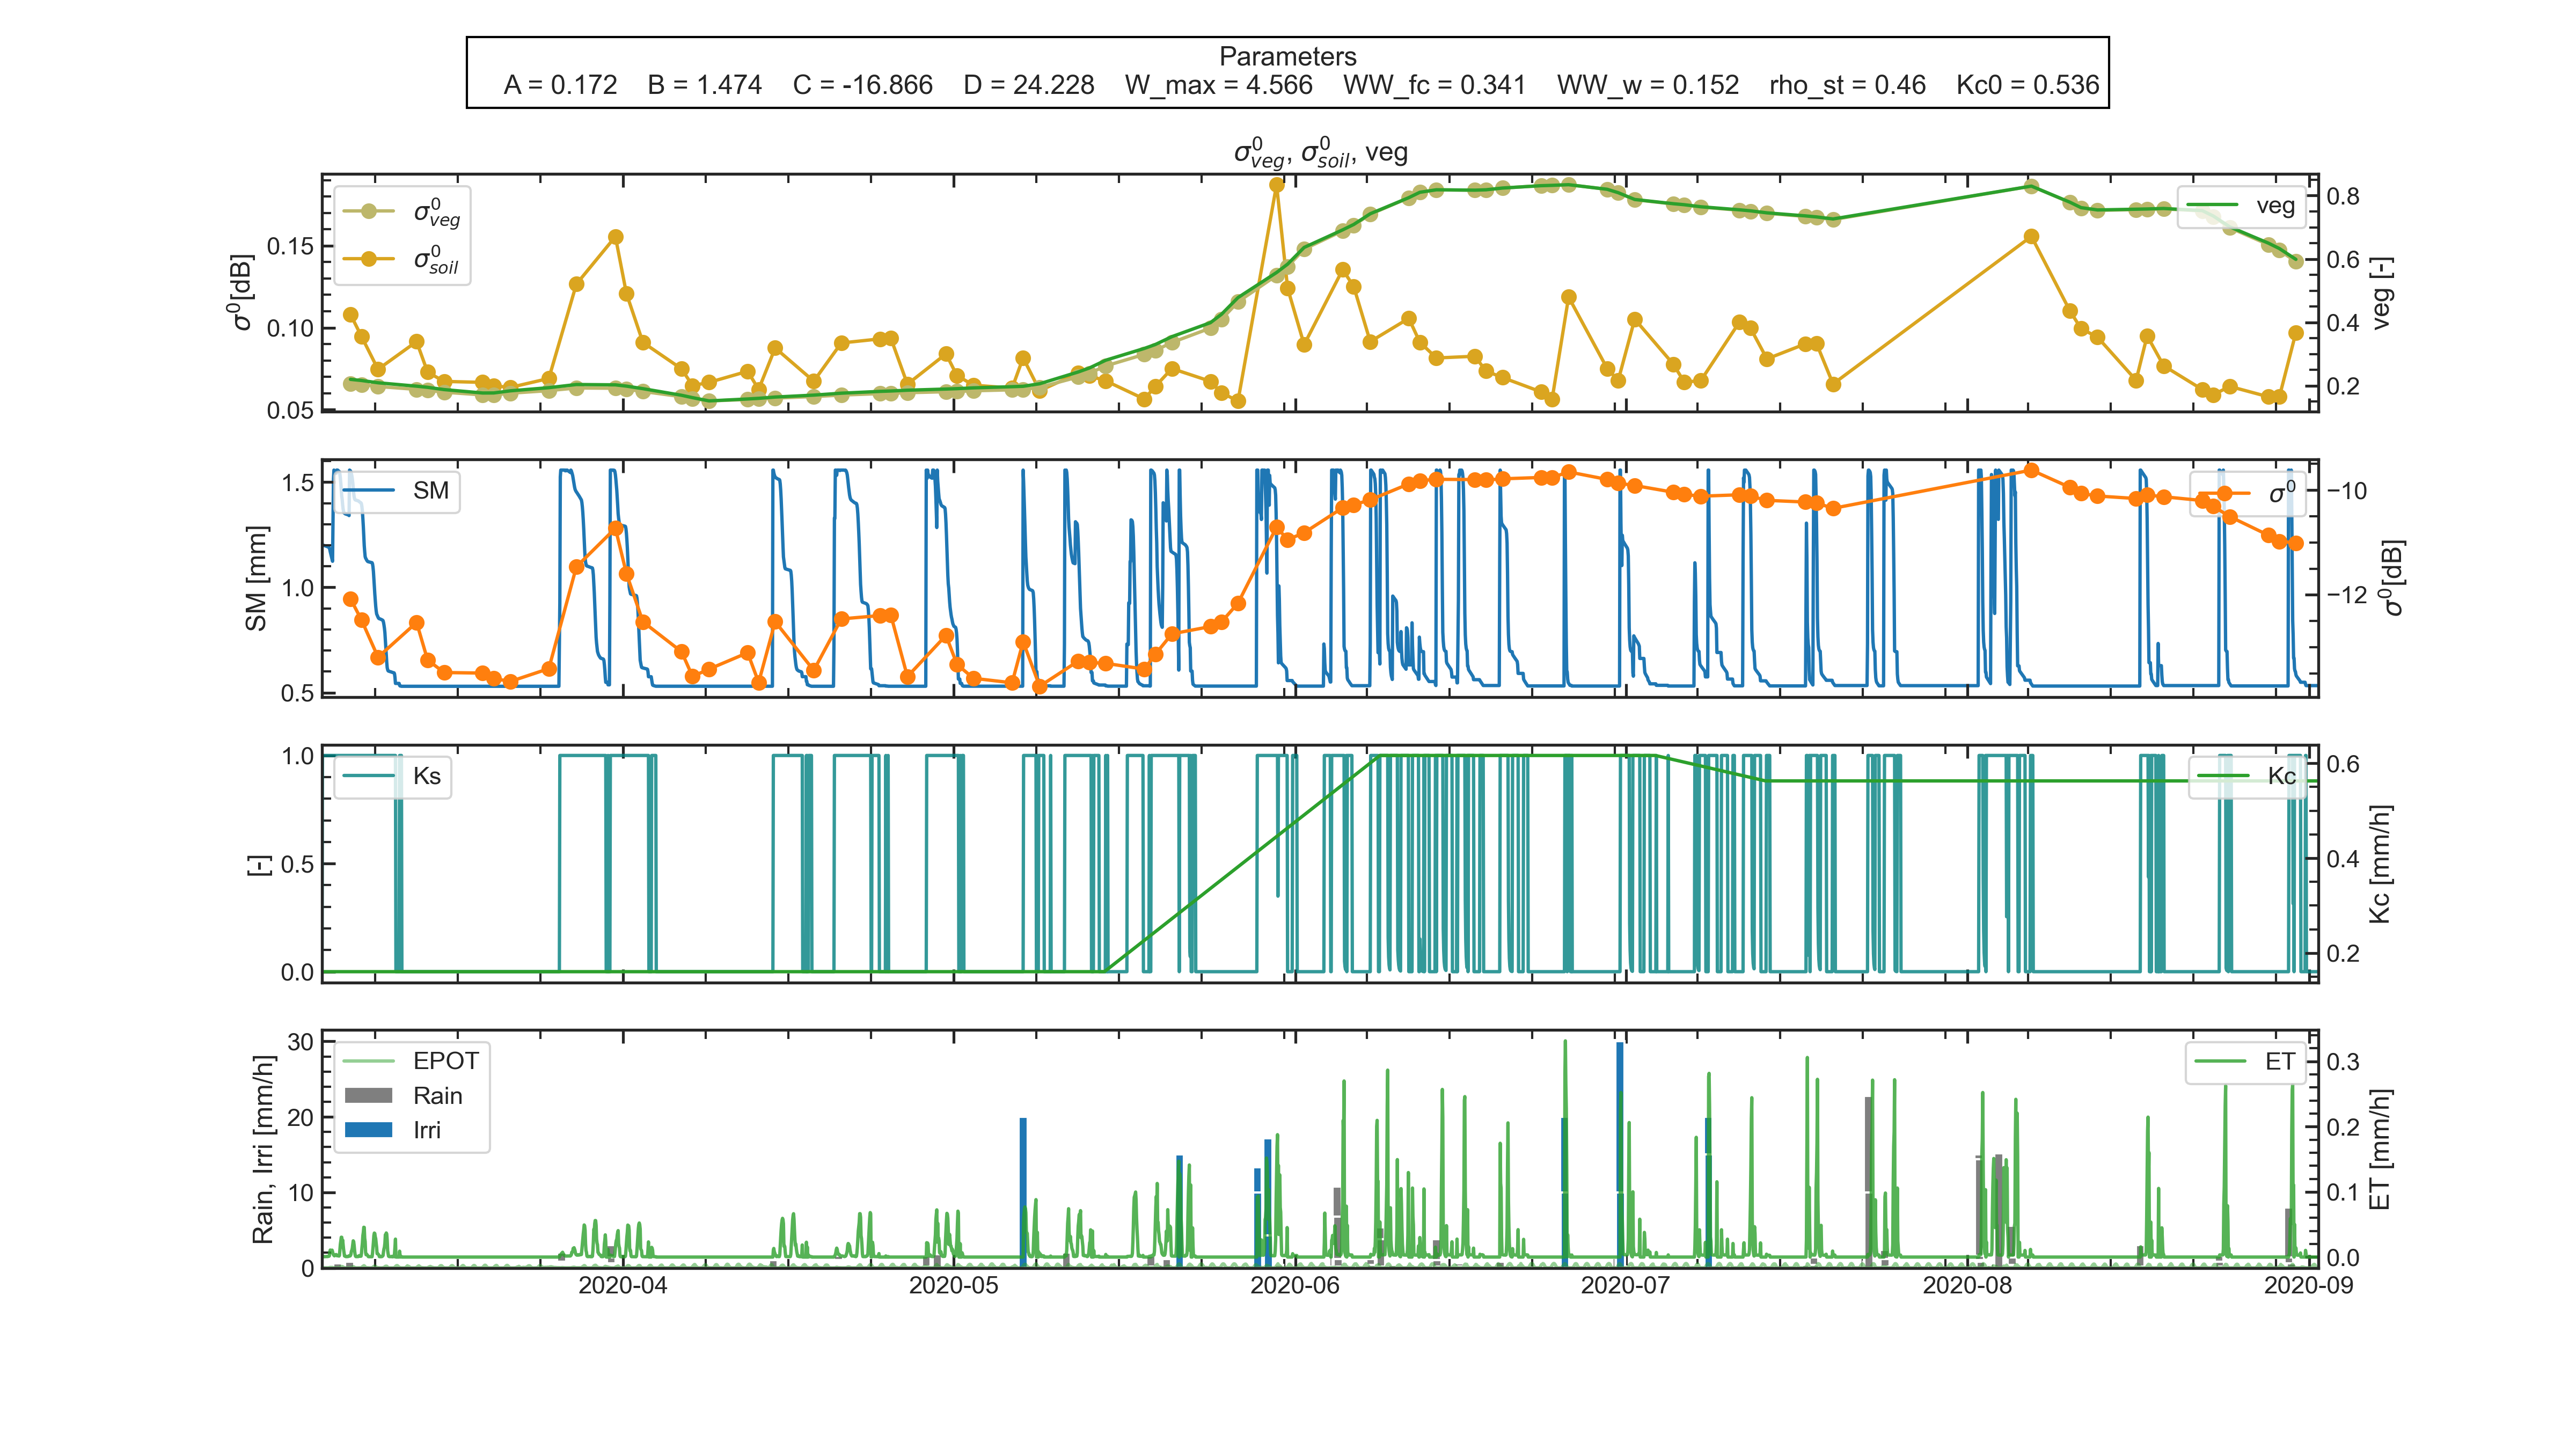 Parameters
A = 0.172 B = 1.474 C = -16.866 D = 24.228 W_max = 4.566 WW_fc = 0.341 WW_w = 0.152 rho_st = 0.46 Kc0 = 0.536
σ⁰veg, σ⁰soil, veg
σ⁰veg
σ⁰soil
veg
0.15
0.10
0.05
σ⁰[dB]
0.8
0.6
0.4
0.2
veg [-]
SM
σ⁰
1.5
1.0
0.5
SM [mm]
−10
−12
σ⁰[dB]
Ks
Kc
1.0
0.5
0.0
[-]
0.6
0.4
0.2
Kc [mm/h]
EPOT
Rain
Irri
ET
30
20
10
0
Rain, Irri [mm/h]
0.3
0.2
0.1
0.0
ET [mm/h]
2020-04 2020-05 2020-06 2020-07 2020-08 2020-09